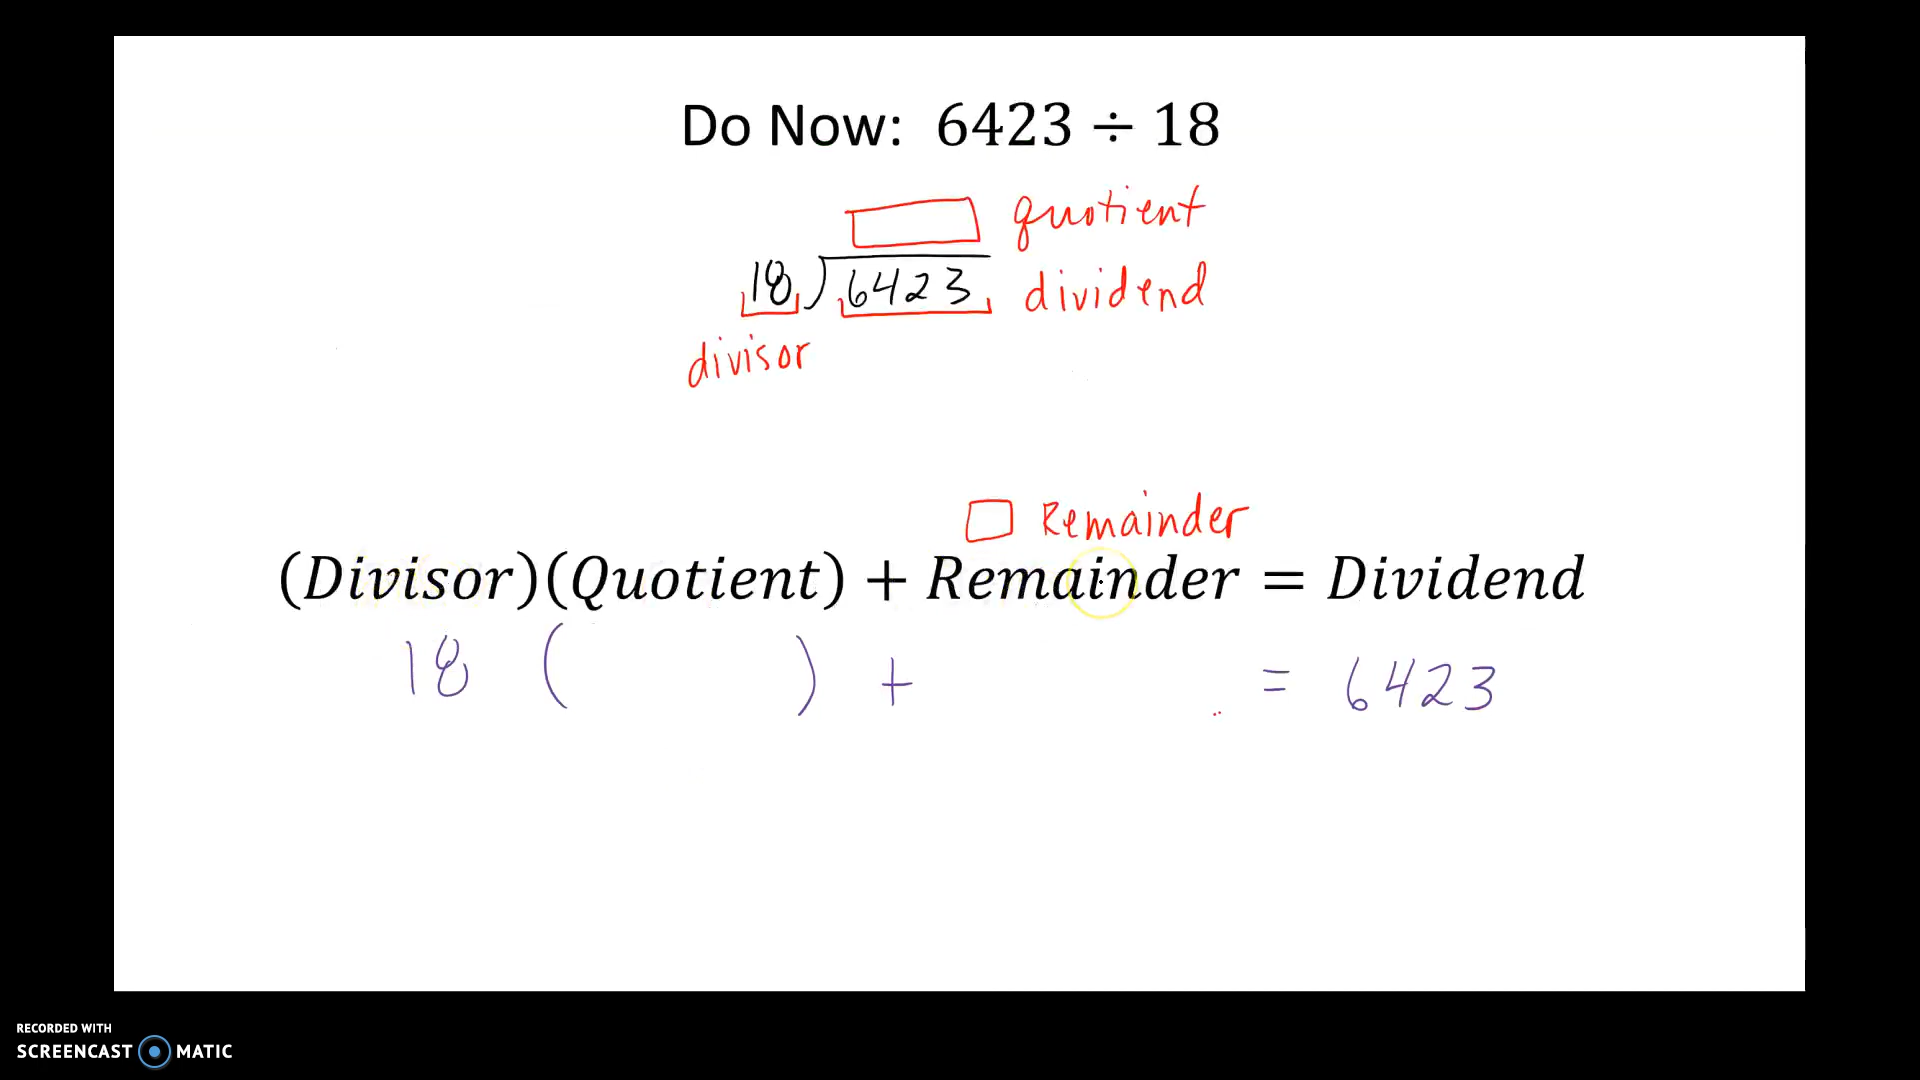 Do Now: 6423 ÷ 18
quotient
18 ) 6423 dividend
divisor
Remainder
(Divisor)(Quotient) + Remainder = Dividend
18 ( ) + = 6423
RECORDED WITH
SCREENCAST MATIC